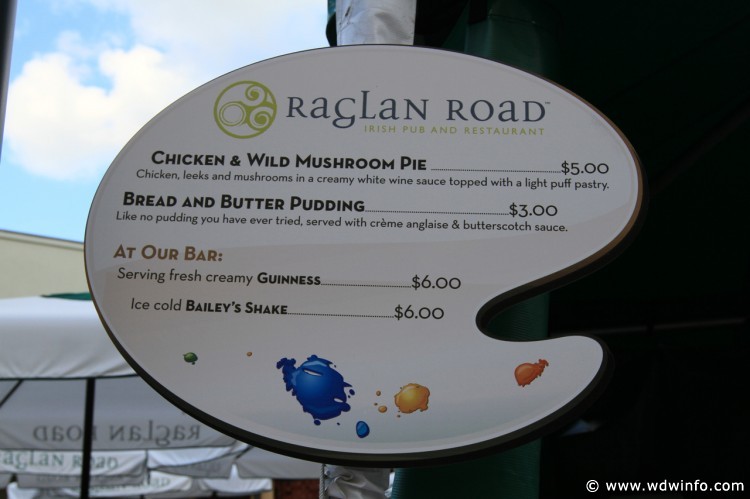 Raglan Road™
Irish Pub and Restaurant
Chicken & Wild Mushroom Pie ........ $5.00
Chicken, leeks and mushrooms in a creamy white wine sauce topped with a light puff pastry.
Bread and Butter Pudding ........ $3.00
Like no pudding you have ever tried, served with crème anglaise & butterscotch sauce.
At Our Bar:
Serving fresh creamy Guinness ........ $6.00
Ice cold Bailey's Shake ........ $6.00
Raglan Road
Raglan Road
© www.wdwinfo.com